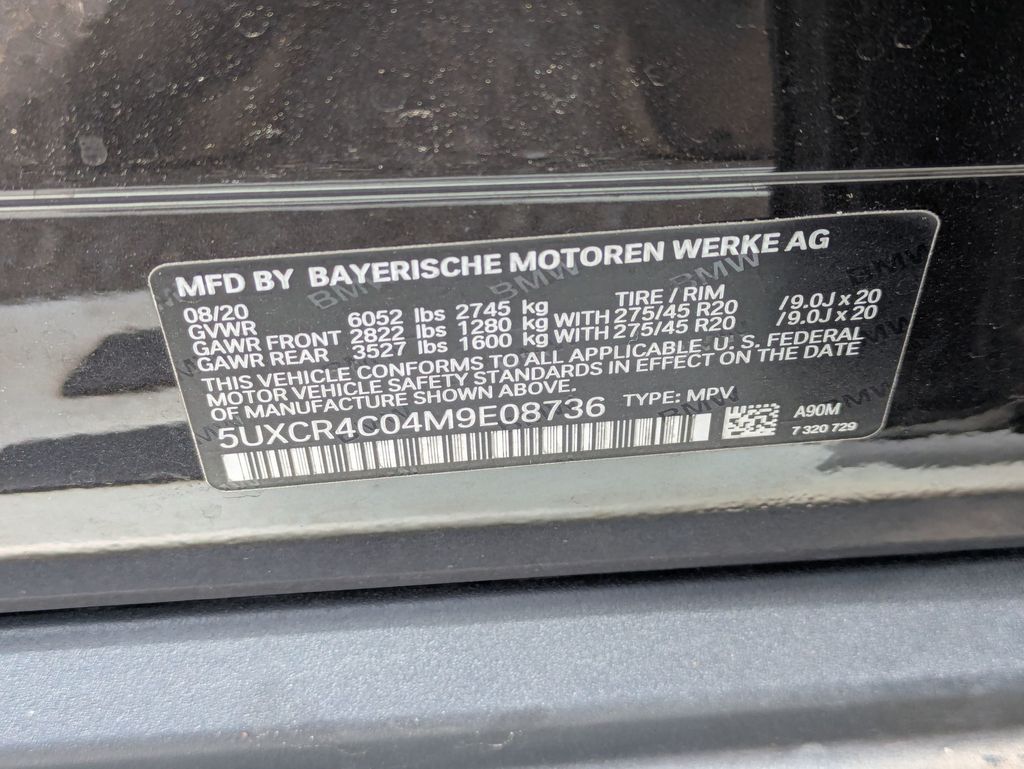 MFD BY BAYERISCHE MOTOREN WERKE AG
08/20 TIRE / RIM
GVWR 6052 lbs 2745 kg
GAWR FRONT 2822 lbs 1280 kg WITH 275/45 R20 /9.0J x 20
GAWR REAR 3527 lbs 1600 kg WITH 275/45 R20 /9.0J x 20
THIS VEHICLE CONFORMS TO ALL APPLICABLE U. S. FEDERAL
MOTOR VEHICLE SAFETY STANDARDS IN EFFECT ON THE DATE
OF MANUFACTURE SHOWN ABOVE.
5UXCR4C04M9E08736 TYPE: MPV A90M
7 320 729